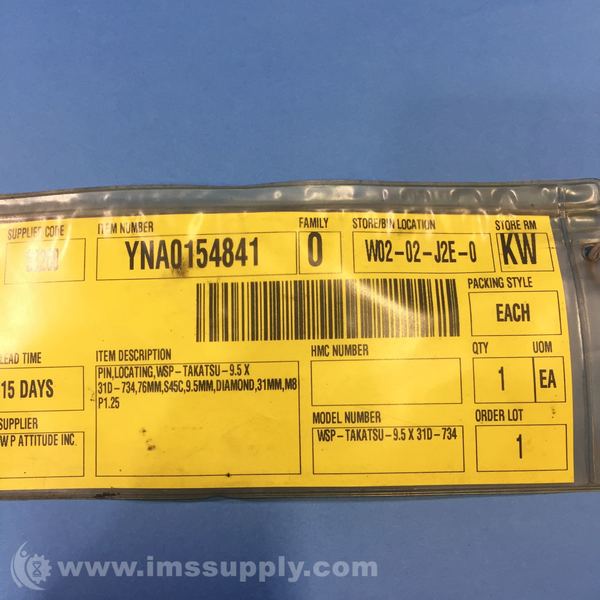 SUPPLIER CODE
ITEM NUMBER
YNA0154841
FAMILY
0
STORE/BIN LOCATION
W02-02-J2E-0
STORE RM
KW
PACKING STYLE
EACH
LEAD TIME
15 DAYS
ITEM DESCRIPTION
PIN,LOCATING,WSP-TAKATSU-9.5 X
31D-734,76MM,S45C,9.5MM,DIAMOND,31MM,M8
P1.25
HMC NUMBER
QTY
1
UOM
EA
SUPPLIER
W P ATTITUDE INC.
MODEL NUMBER
WSP-TAKATSU-9.5 X 31D-734
ORDER LOT
1
www.imssupply.com